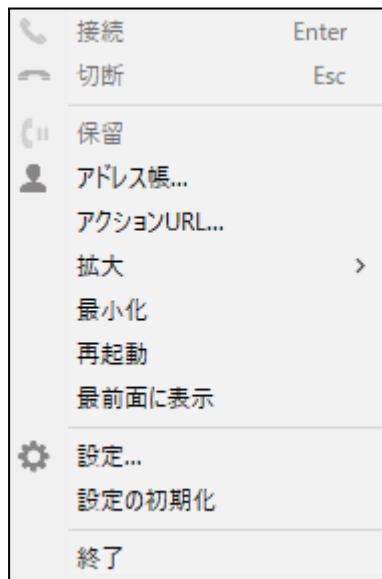 接続 Enter
切断 Esc
保留
アドレス帳...
アクションURL...
拡大
最小化
再起動
最前面に表示
設定...
設定の初期化
終了